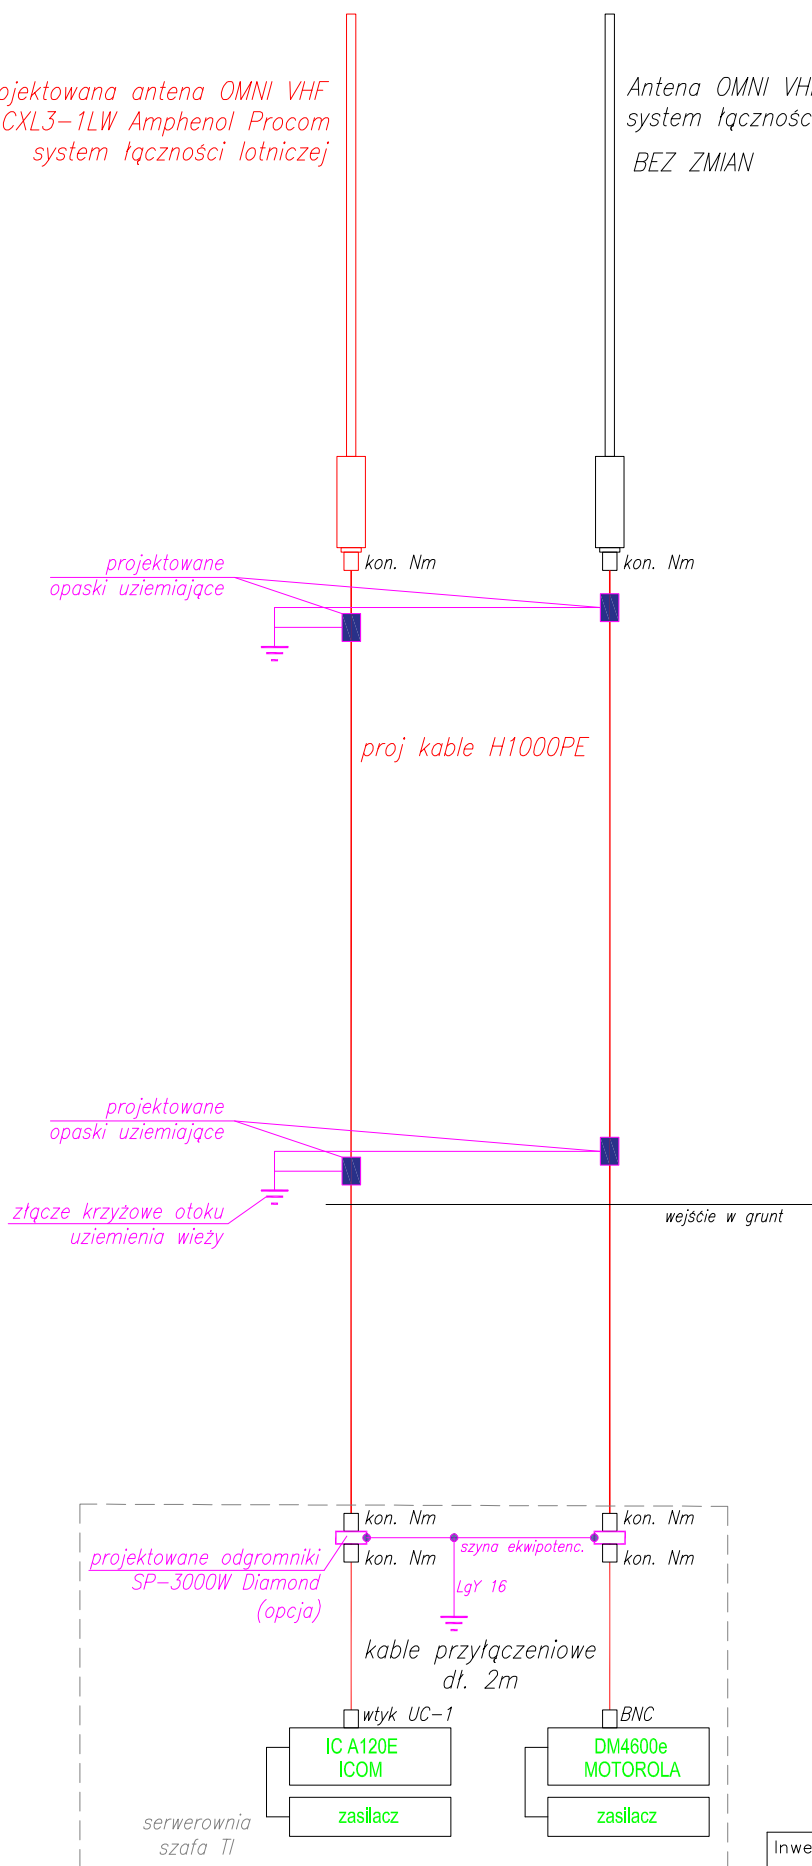 ojektowana antena OMNI VHF
CXL3-1LW Amphenol Procom
system łączności lotniczej
Antena OMNI VH
system łącznośc
BEZ ZMIAN
kon. Nm
kon. Nm
projektowane
opaski uziemiające
proj kable H1000PE
projektowane
opaski uziemiające
złącze krzyżowe otoku
uziemienia wieży
wejście w grunt
kon. Nm
kon. Nm
szyna ekwipotenc.
kon. Nm
kon. Nm
projektowane odgromniki
SP-3000W Diamond
(opcja)
LgY 16
kable przyłączeniowe
dł. 2m
wtyk UC-1
BNC
IC A120E
ICOM
DM4600e
MOTOROLA
zasilacz
zasilacz
serwerownia
szafa TI
Inwe